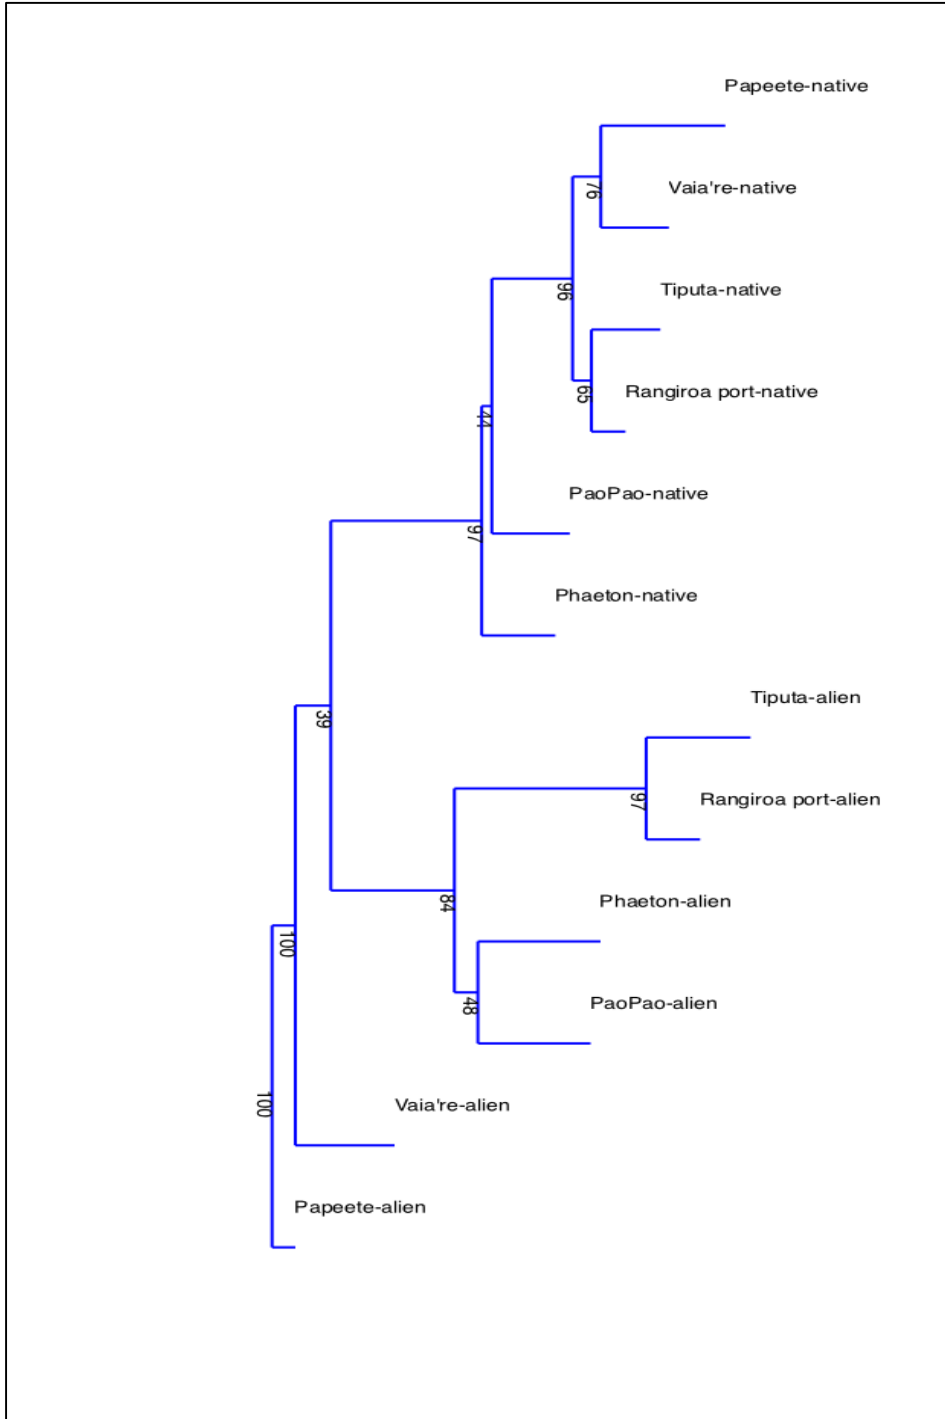 Papeete-native
76
Vaia're-native
96
Tiputa-native
65
Rangiroa port-native
44
PaoPao-native
97
Phaeton-native
39
Tiputa-alien
97
Rangiroa port-alien
84
Phaeton-alien
100
48
PaoPao-alien
100
Vaia're-alien
Papeete-alien